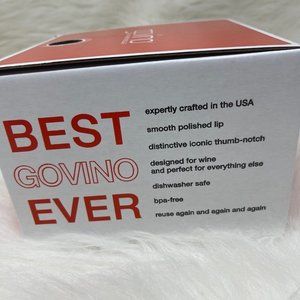 BEST
GOVINO
EVER
expertly crafted in the USA
smooth polished lip
distinctive iconic thumb-notch
designed for wine
and perfect for everything else
dishwasher safe
bpa-free
reuse again and again and again